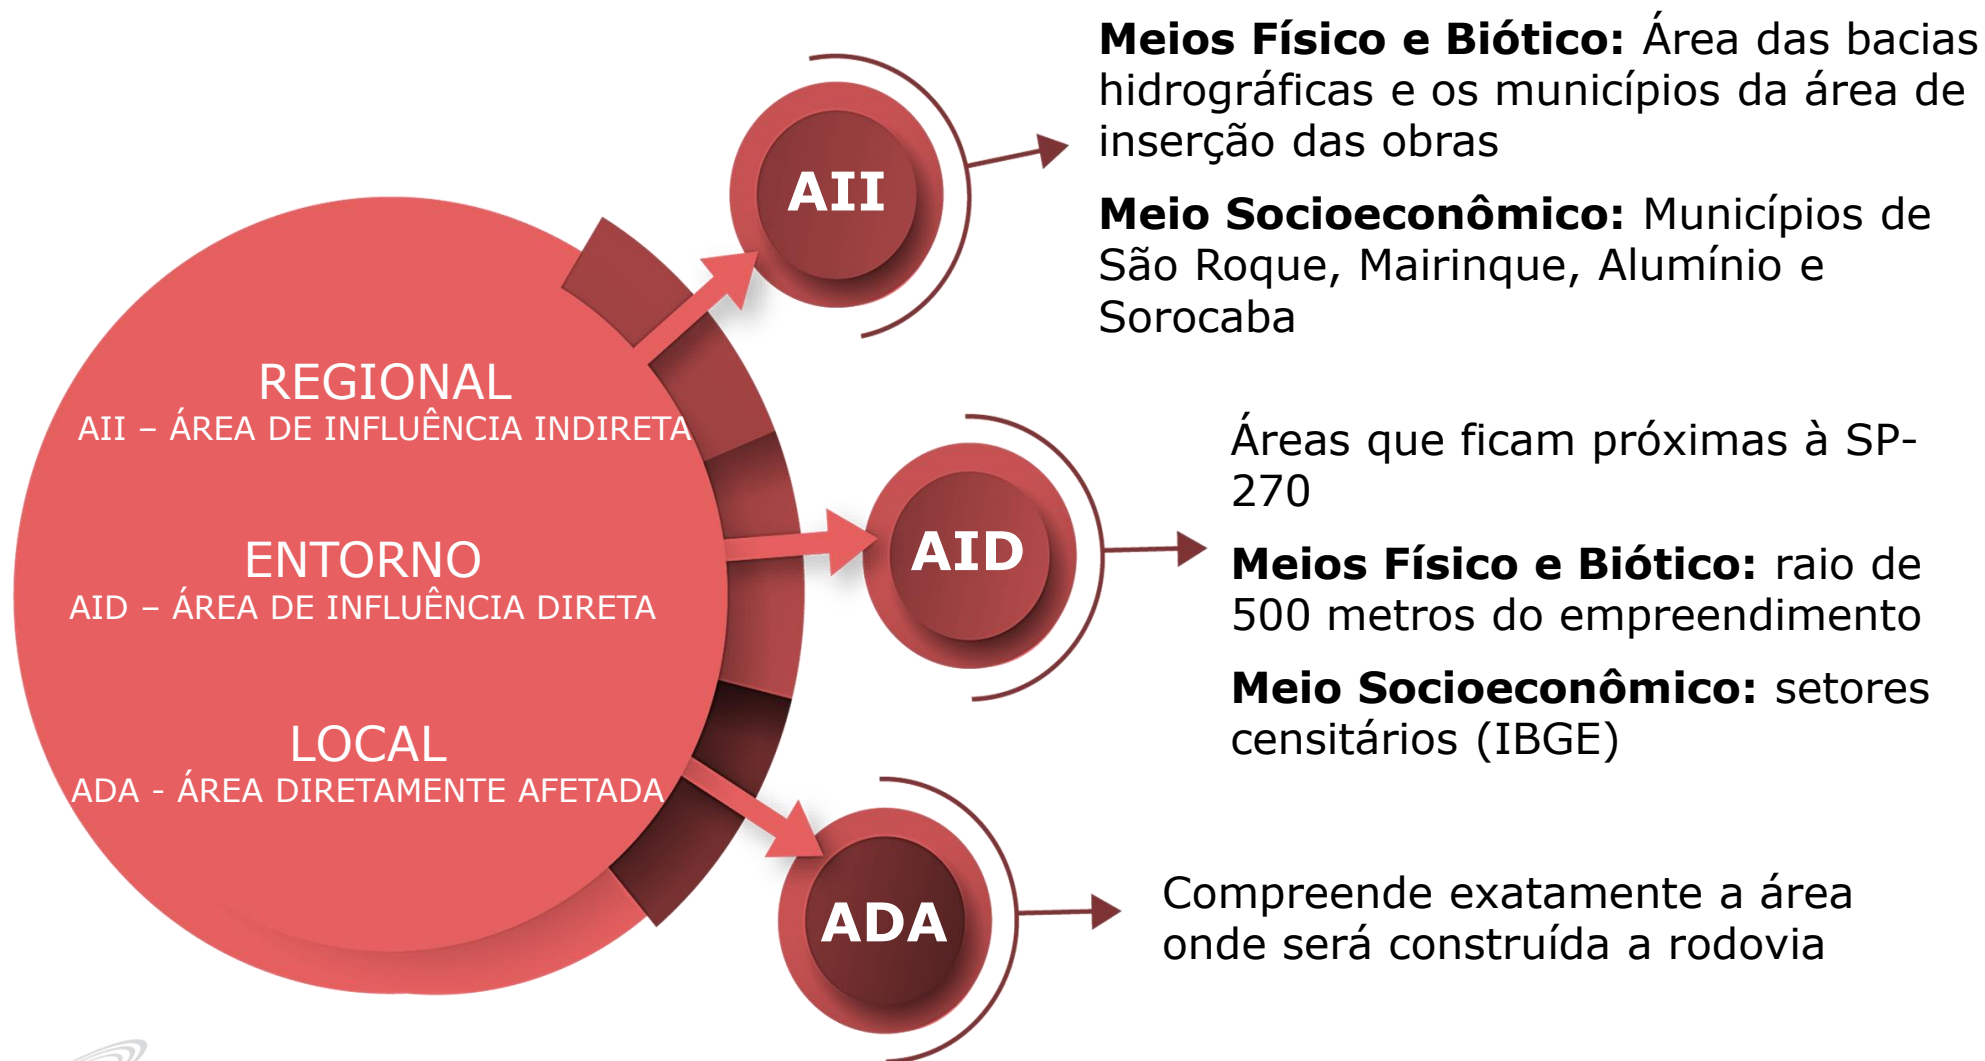 REGIONAL
AII – ÁREA DE INFLUÊNCIA INDIRETA
ENTORNO
AID – ÁREA DE INFLUÊNCIA DIRETA
LOCAL
ADA - ÁREA DIRETAMENTE AFETADA
AII
Meios Físico e Biótico: Área das bacias
hidrográficas e os municípios da área de
inserção das obras
Meio Socioeconômico: Municípios de
São Roque, Mairinque, Alumínio e
Sorocaba
AID
Áreas que ficam próximas à SP-
270
Meios Físico e Biótico: raio de
500 metros do empreendimento
Meio Socioeconômico: setores
censitários (IBGE)
ADA
Compreende exatamente a área
onde será construída a rodovia